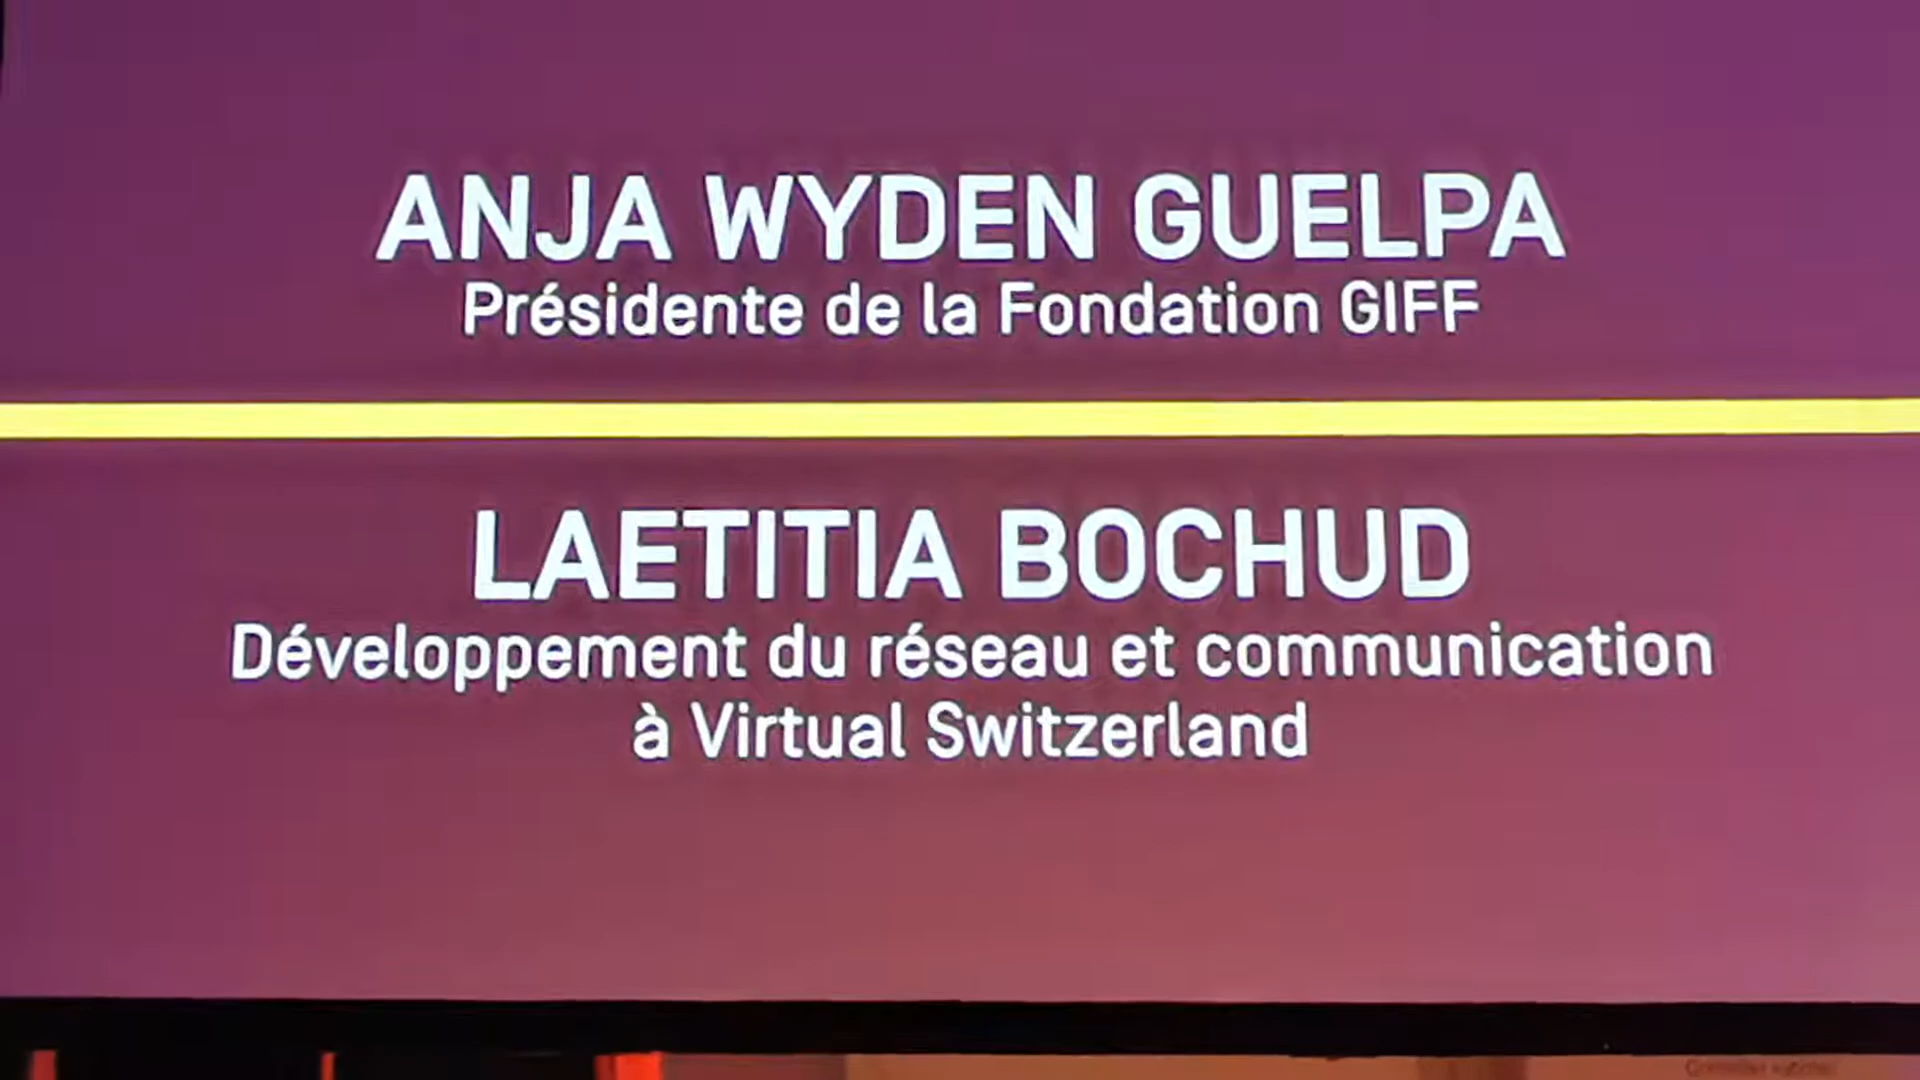 ANJA WYDEN GUELPA
Présidente de la Fondation GIFF
LAETITIA BOCHUD
Développement du réseau et communication
à Virtual Switzerland